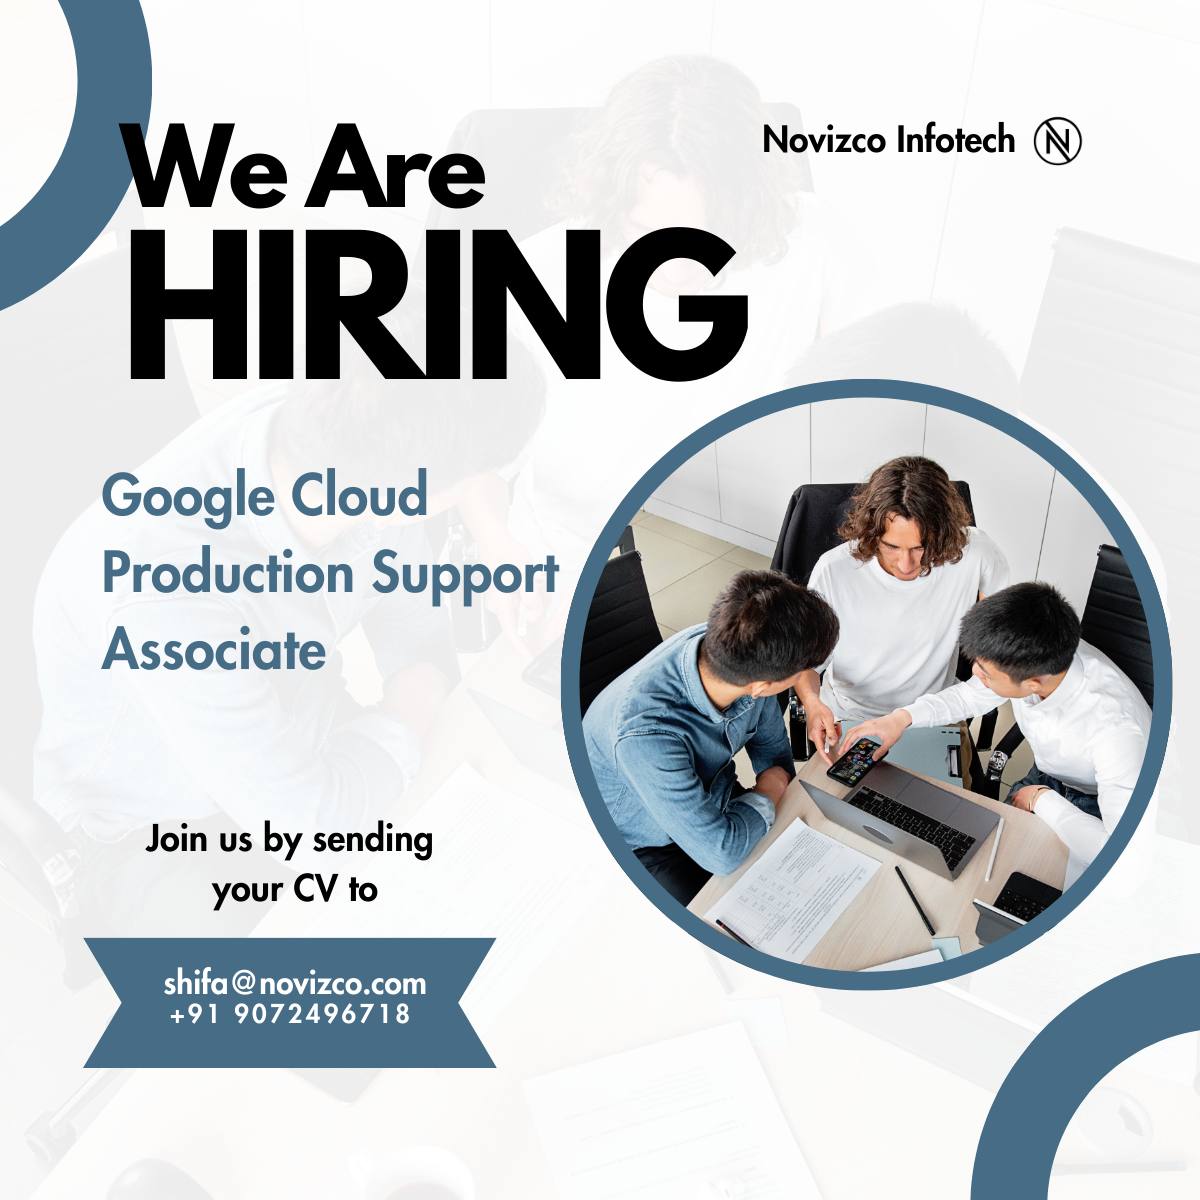 We Are
HIRING
Novizco Infotech
Google Cloud
Production Support
Associate
Join us by sending
your CV to
shifa@novizco.com
+91 9072496718